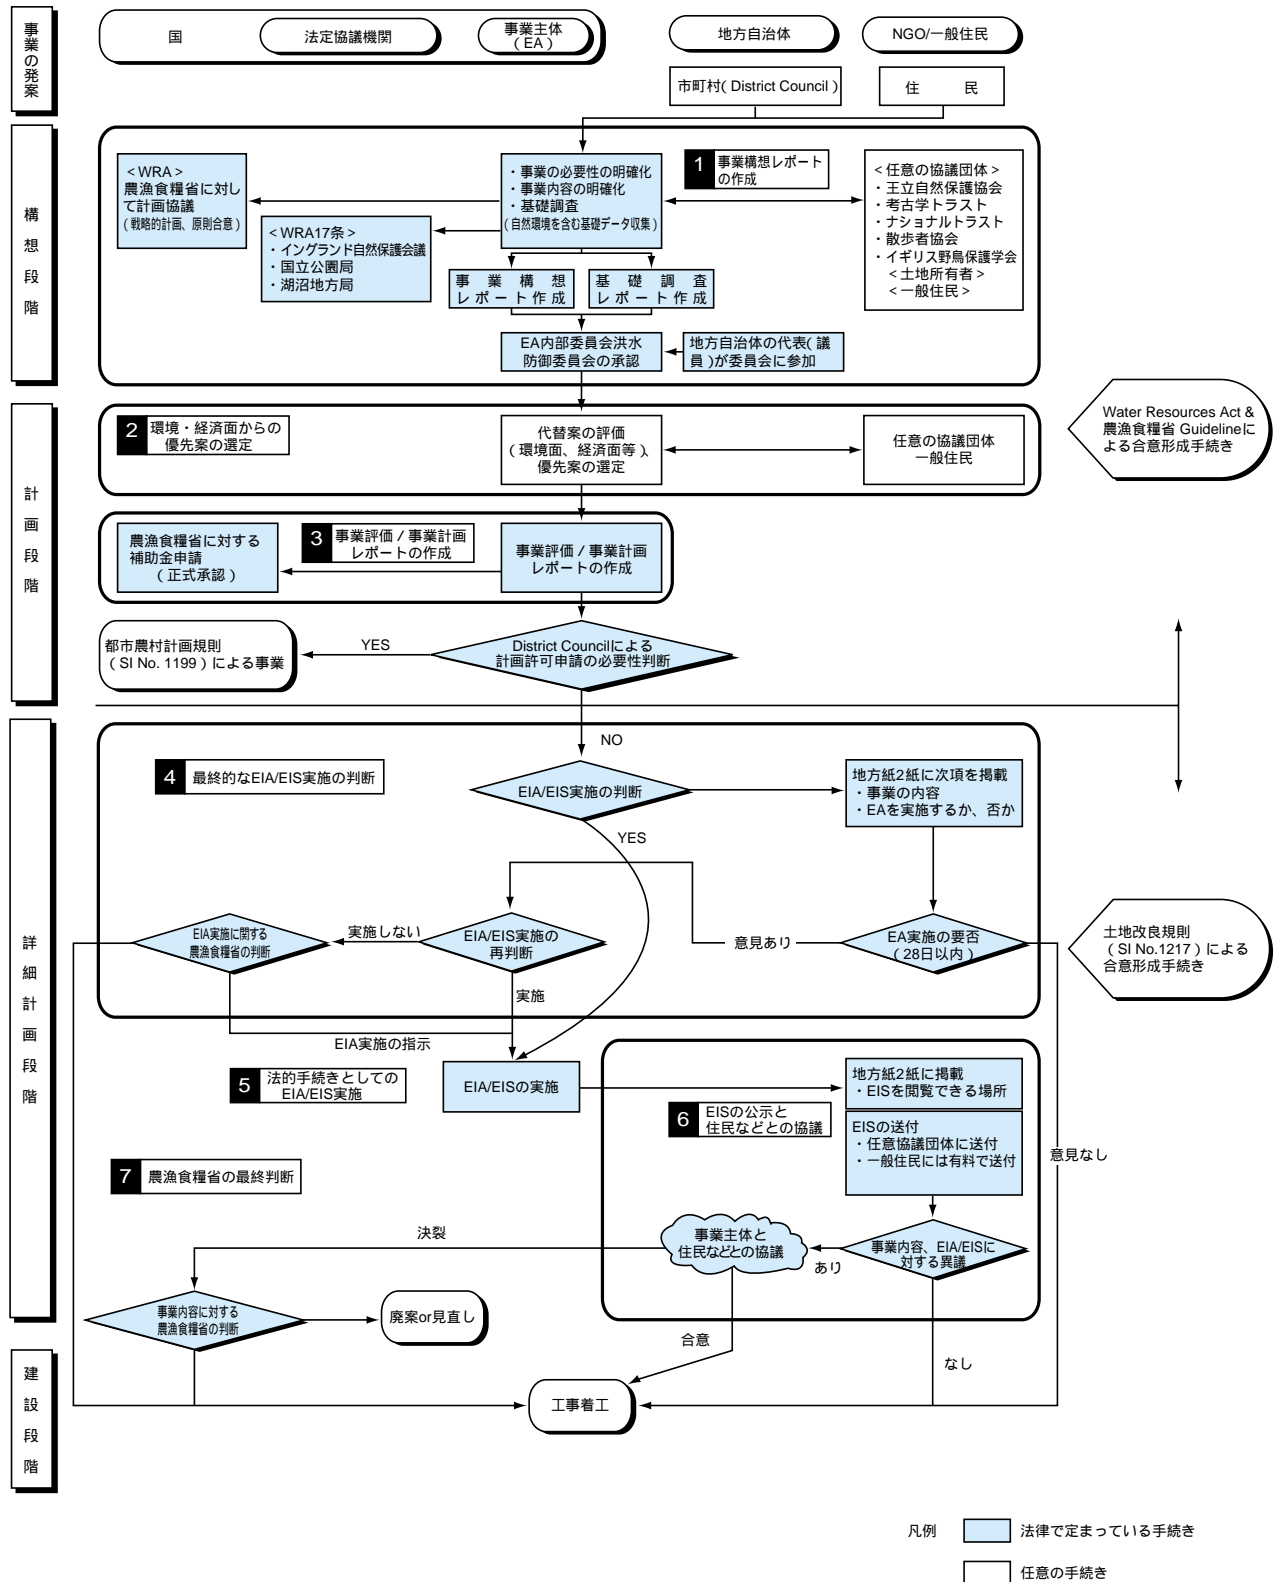 事業の発案
国
法定協議機関
事業主体
（EA）
地方自治体
NGO/一般住民
市町村（District Council）
住　民
構想段階
＜WRA＞
農漁食糧省に対し
て計画協議
（戦略的計画、原則合意）
＜WRA17条＞
・イングランド自然保護会議
・国立公園局
・湖沼地方局
・事業の必要性の明確化
・事業内容の明確化
・基礎調査
（自然環境を含む基礎データ収集）
1 事業構想レポート
の作成
＜任意の協議団体＞
・王立自然保護協会
・考古学トラスト
・ナショナルトラスト
・散歩者協会
・イギリス野鳥保護学会
＜土地所有者＞
＜一般住民＞
事業構想
レポート作成
基礎調査
レポート作成
EA内部委員会洪水
防御委員会の承認
地方自治体の代表（議
員）が委員会に参加
計画段階
2 環境・経済面からの
優先案の選定
代替案の評価
（環境面、経済面等）、
優先案の選定
任意の協議団体
一般住民
Water Resources Act &
農漁食糧省 Guidelineに
よる合意形成手続き
農漁食糧省に対する
補助金申請
（正式承認）
3 事業評価 / 事業計画
レポートの作成
事業評価 / 事業計画
レポートの作成
都市農村計画規則
（SI No. 1199）による事業
YES
District Councilによる
計画許可申請の必要性判断
NO
詳細計画段階
4 最終的なEIA/EIS実施の判断
EIA/EIS実施の判断
地方紙2紙に次項を掲載
・事業の内容
・EAを実施するか、否か
YES
EIA実施に関する
農漁食糧省の判断
実施しない
EIA/EIS実施の
再判断
意見あり
EA実施の要否
（28日以内）
土地改良規則
（SI No.1217）による
合意形成手続き
実施
EIA実施の指示
5 法的手続きとしての
EIA/EIS実施
EIA/EISの実施
地方紙2紙に掲載
・EISを閲覧できる場所
6 EISの公示と
住民などとの協議
EISの送付
・任意協議団体に送付
・一般住民には有料で送付
意見なし
7 農漁食糧省の最終判断
決裂
事業主体と
住民などとの協議
あり
事業内容、EIA/EISに
対する異議
事業内容に対する
農漁食糧省の判断
廃案or見直し
合意
なし
建設段階
工事着工
凡例
法律で定まっている手続き
任意の手続き